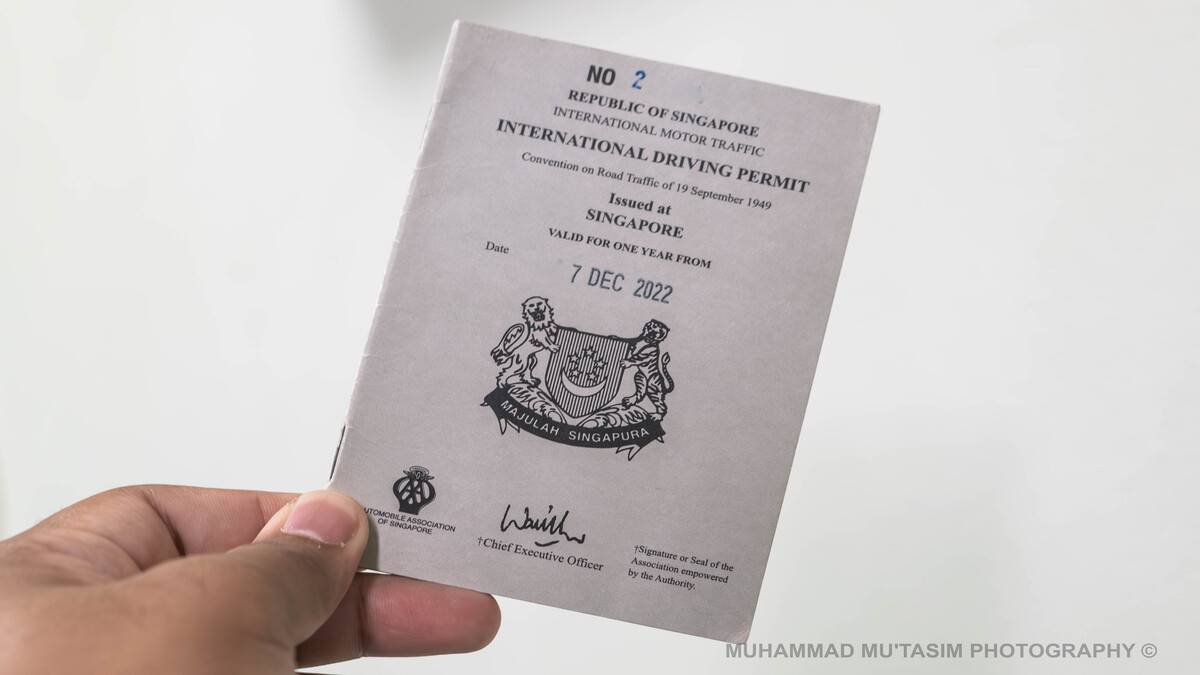 NO 2
REPUBLIC OF SINGAPORE
INTERNATIONAL MOTOR TRAFFIC
INTERNATIONAL DRIVING PERMIT
Convention on Road Traffic of 19 September 1949
Issued at
SINGAPORE
VALID FOR ONE YEAR FROM
Date
7 DEC 2022
MAJULAH SINGAPURA
AA
UTOMOBILE ASSOCIATION
OF SINGAPORE
†Chief Executive Officer
†Signature or Seal of the
Association empowered
by the Authority.
MUHAMMAD MU'TASIM PHOTOGRAPHY ©